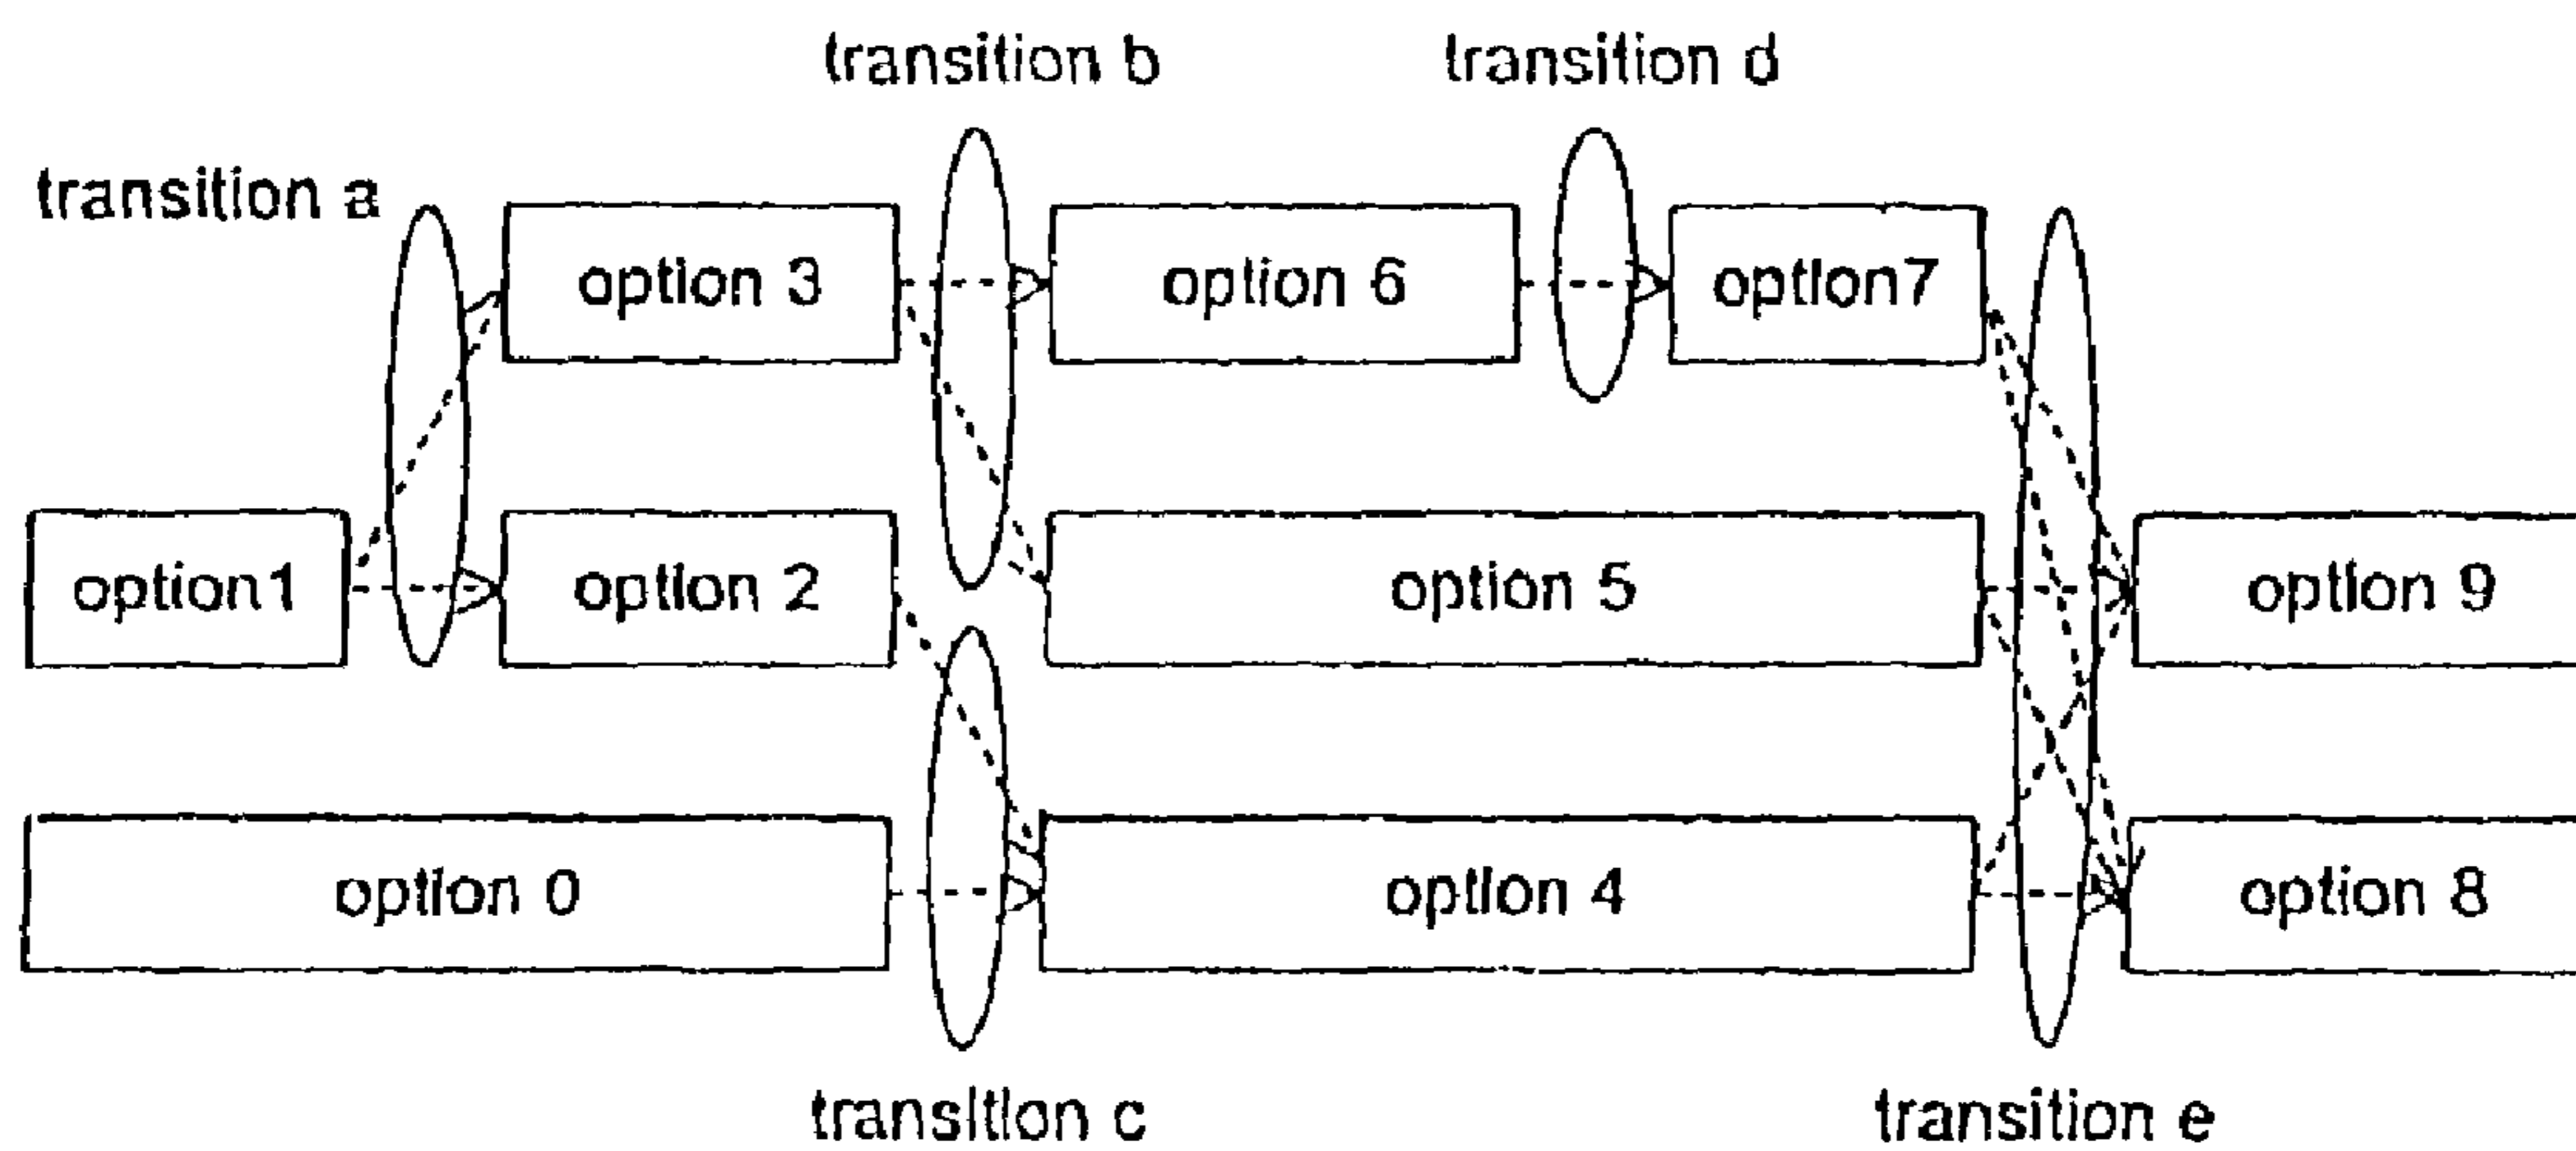 transition b
transition d
transition a
option 3
option 6
option7
option1
option 2
option 5
option 9
option 0
option 4
option 8
transition c
transition e